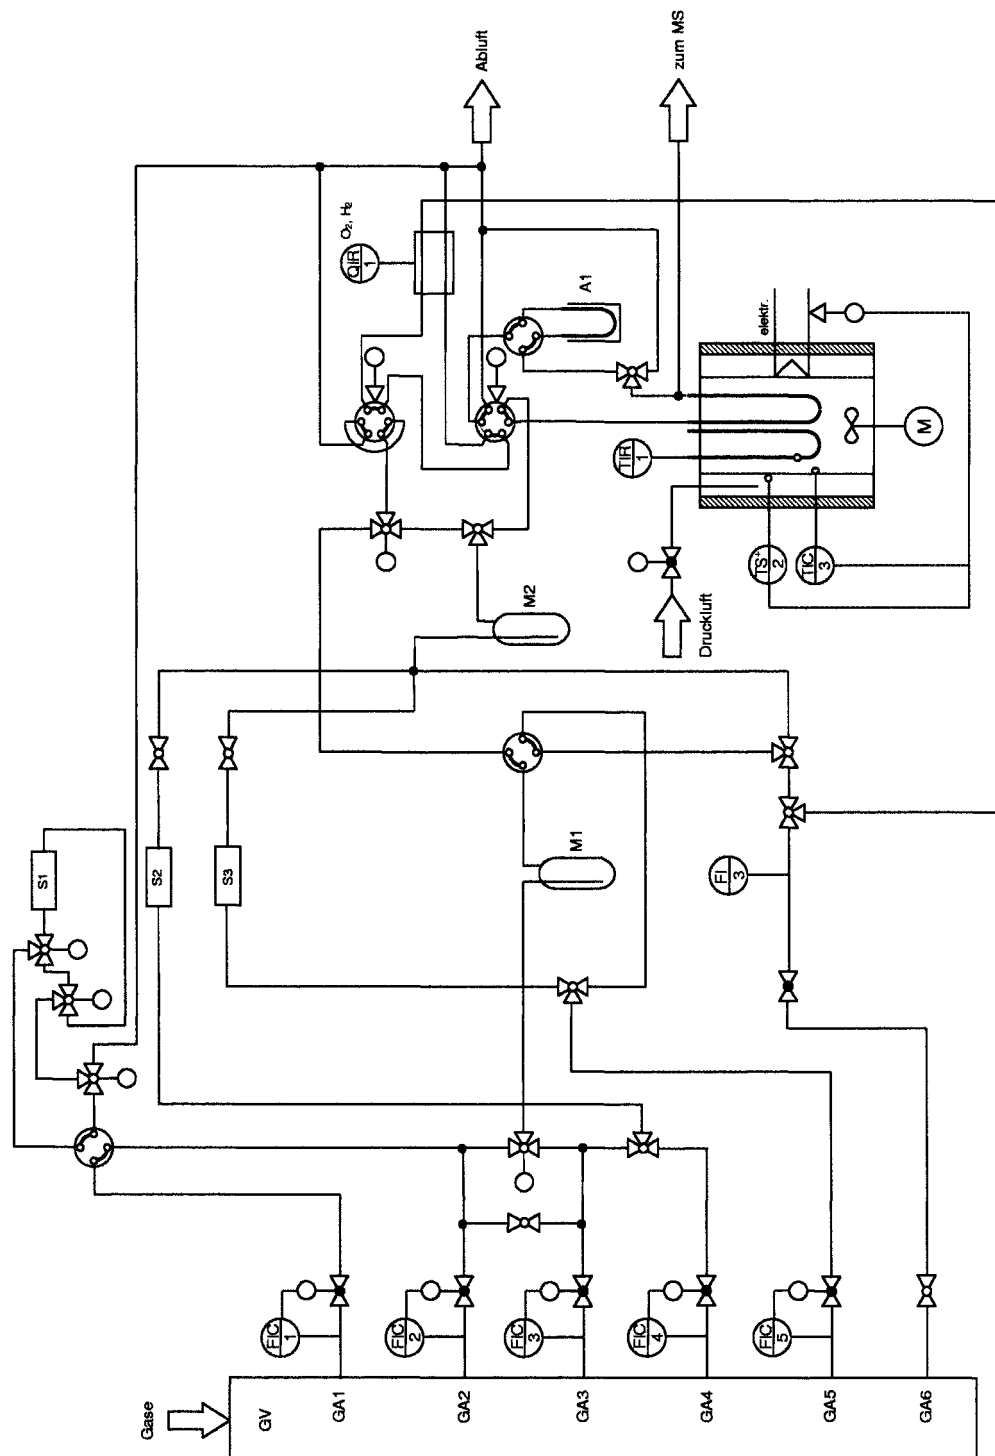 Abluft
zum MS
O₂, H₂
QIR
1
A1
elektr.
TIR
1
M
TS⁺
2
TIC
3
Druckluft
M2
S1
S2
S3
M1
FI
3
FIC
1
FIC
2
FIC
3
FIC
4
FIC
5
Gase
GV
GA1
GA2
GA3
GA4
GA5
GA6